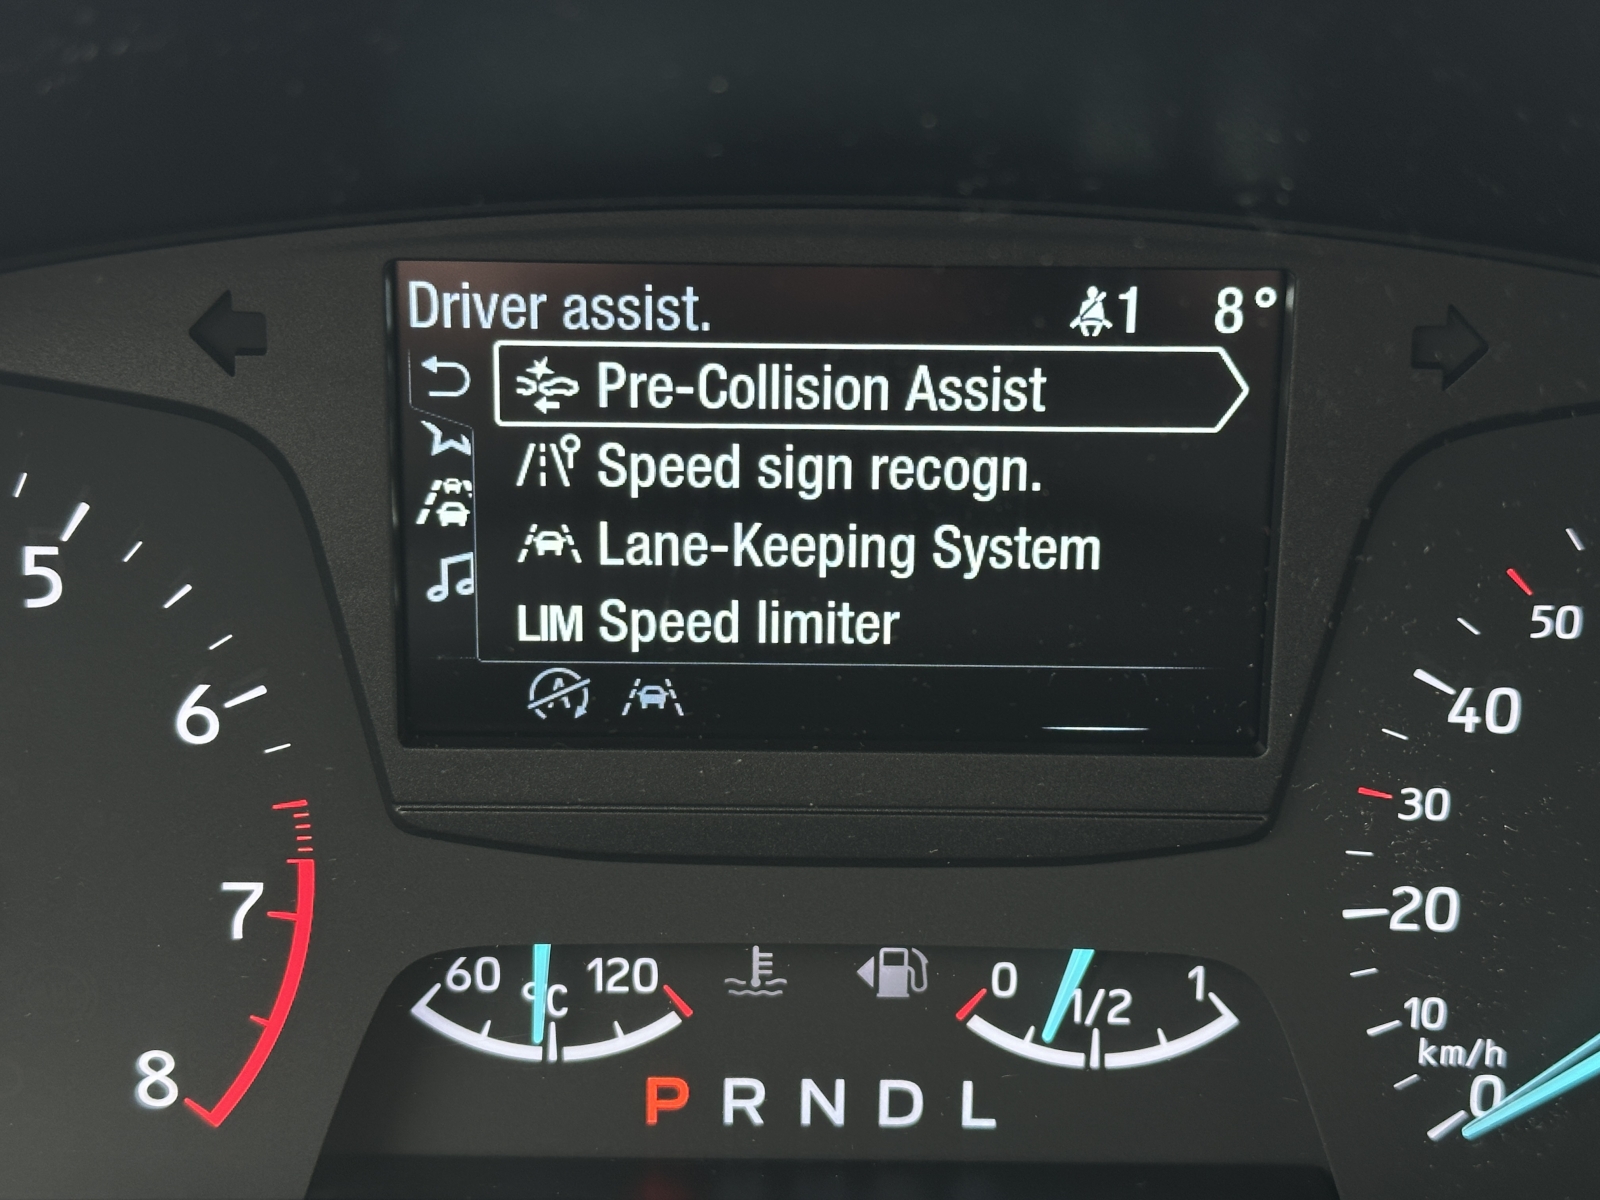 Driver assist. 1 8°
Pre-Collision Assist
Speed sign recogn.
Lane-Keeping System
LIM Speed limiter
A
5
6
7
8
50
40
30
20
10
km/h
0
60 °C 120
0 1/2 1
P R N D L